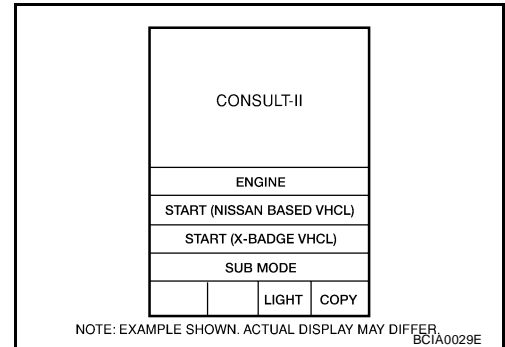 CONSULT-II
ENGINE
START (NISSAN BASED VHCL)
START (X-BADGE VHCL)
SUB MODE
LIGHT COPY
NOTE: EXAMPLE SHOWN. ACTUAL DISPLAY MAY DIFFER.
BCIA0029E